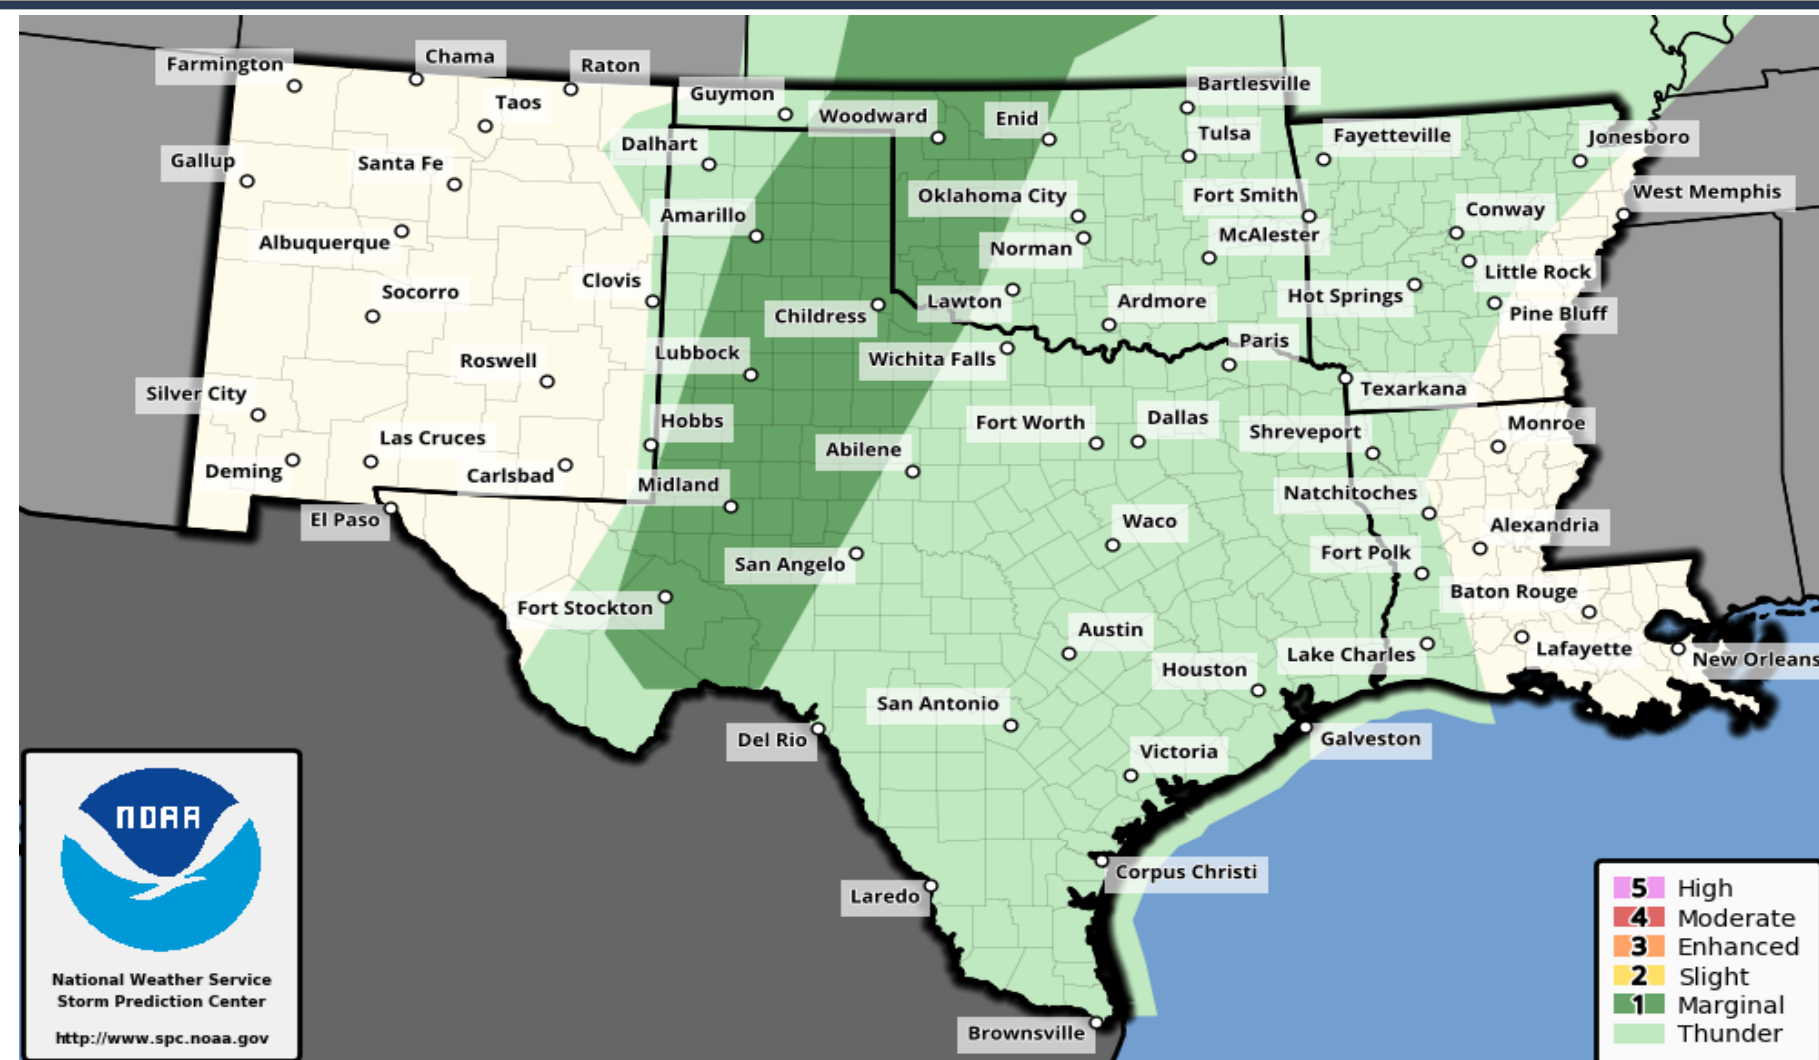 Farmington
Chama
Raton
Taos
Guymon
Woodward
Enid
Bartlesville
Tulsa
Fayetteville
Jonesboro
Gallup
Santa Fe
Dalhart
Albuquerque
Amarillo
Oklahoma City
Fort Smith
Conway
West Memphis
Norman
McAlester
Socorro
Clovis
Childress
Lawton
Ardmore
Hot Springs
Little Rock
Pine Bluff
Roswell
Lubbock
Wichita Falls
Paris
Texarkana
Silver City
Las Cruces
Hobbs
Abilene
Fort Worth
Dallas
Shreveport
Monroe
Deming
Carlsbad
Midland
Natchitoches
El Paso
San Angelo
Waco
Fort Polk
Alexandria
Fort Stockton
Austin
Baton Rouge
Houston
Lake Charles
Lafayette
New Orleans
Del Rio
San Antonio
Victoria
Galveston
Laredo
Corpus Christi
Brownsville
NOAA
National Weather Service
Storm Prediction Center
http://www.spc.noaa.gov
5 High
4 Moderate
3 Enhanced
2 Slight
1 Marginal
Thunder